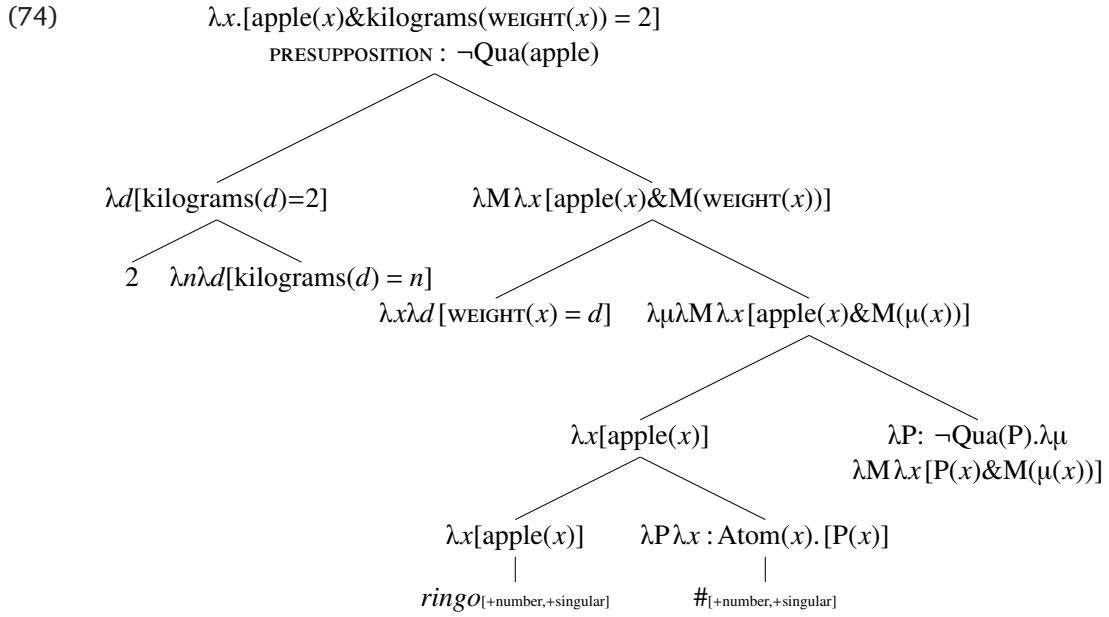 (74)
λx.[apple(x)&kilograms(WEIGHT(x)) = 2]
PRESUPPOSITION : ¬Qua(apple)
λd[kilograms(d)=2] λMλx[apple(x)&M(WEIGHT(x))]
2 λnλd[kilograms(d) = n]
λxλd[WEIGHT(x) = d] λμλMλx[apple(x)&M(μ(x))]
λx[apple(x)] λP: ¬Qua(P).λμ
λMλx[P(x)&M(μ(x))]
λx[apple(x)] λPλx : Atom(x).[P(x)]
ringo[+number,+singular] #[+number,+singular]